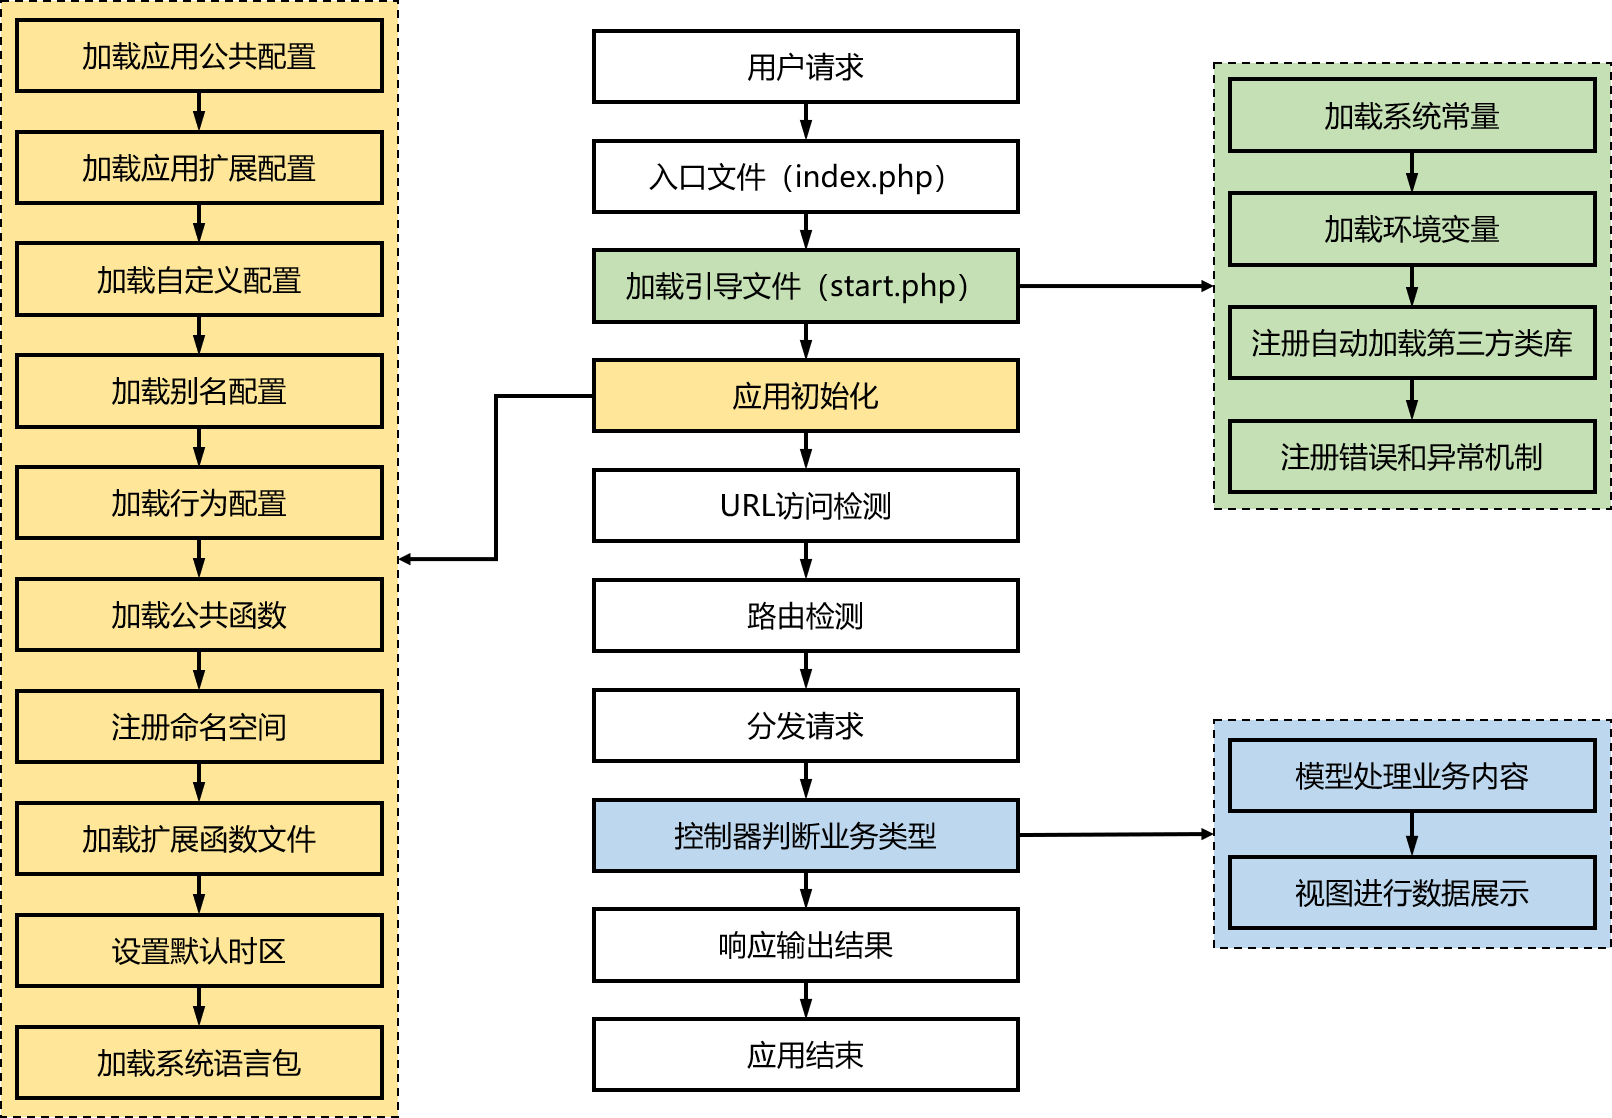 加载应用公共配置
加载应用扩展配置
加载自定义配置
加载别名配置
加载行为配置
加载公共函数
注册命名空间
加载扩展函数文件
设置默认时区
加载系统语言包
用户请求
入口文件（index.php）
加载引导文件（start.php）
应用初始化
URL访问检测
路由检测
分发请求
控制器判断业务类型
响应输出结果
应用结束
加载系统常量
加载环境变量
注册自动加载第三方类库
注册错误和异常机制
模型处理业务内容
视图进行数据展示